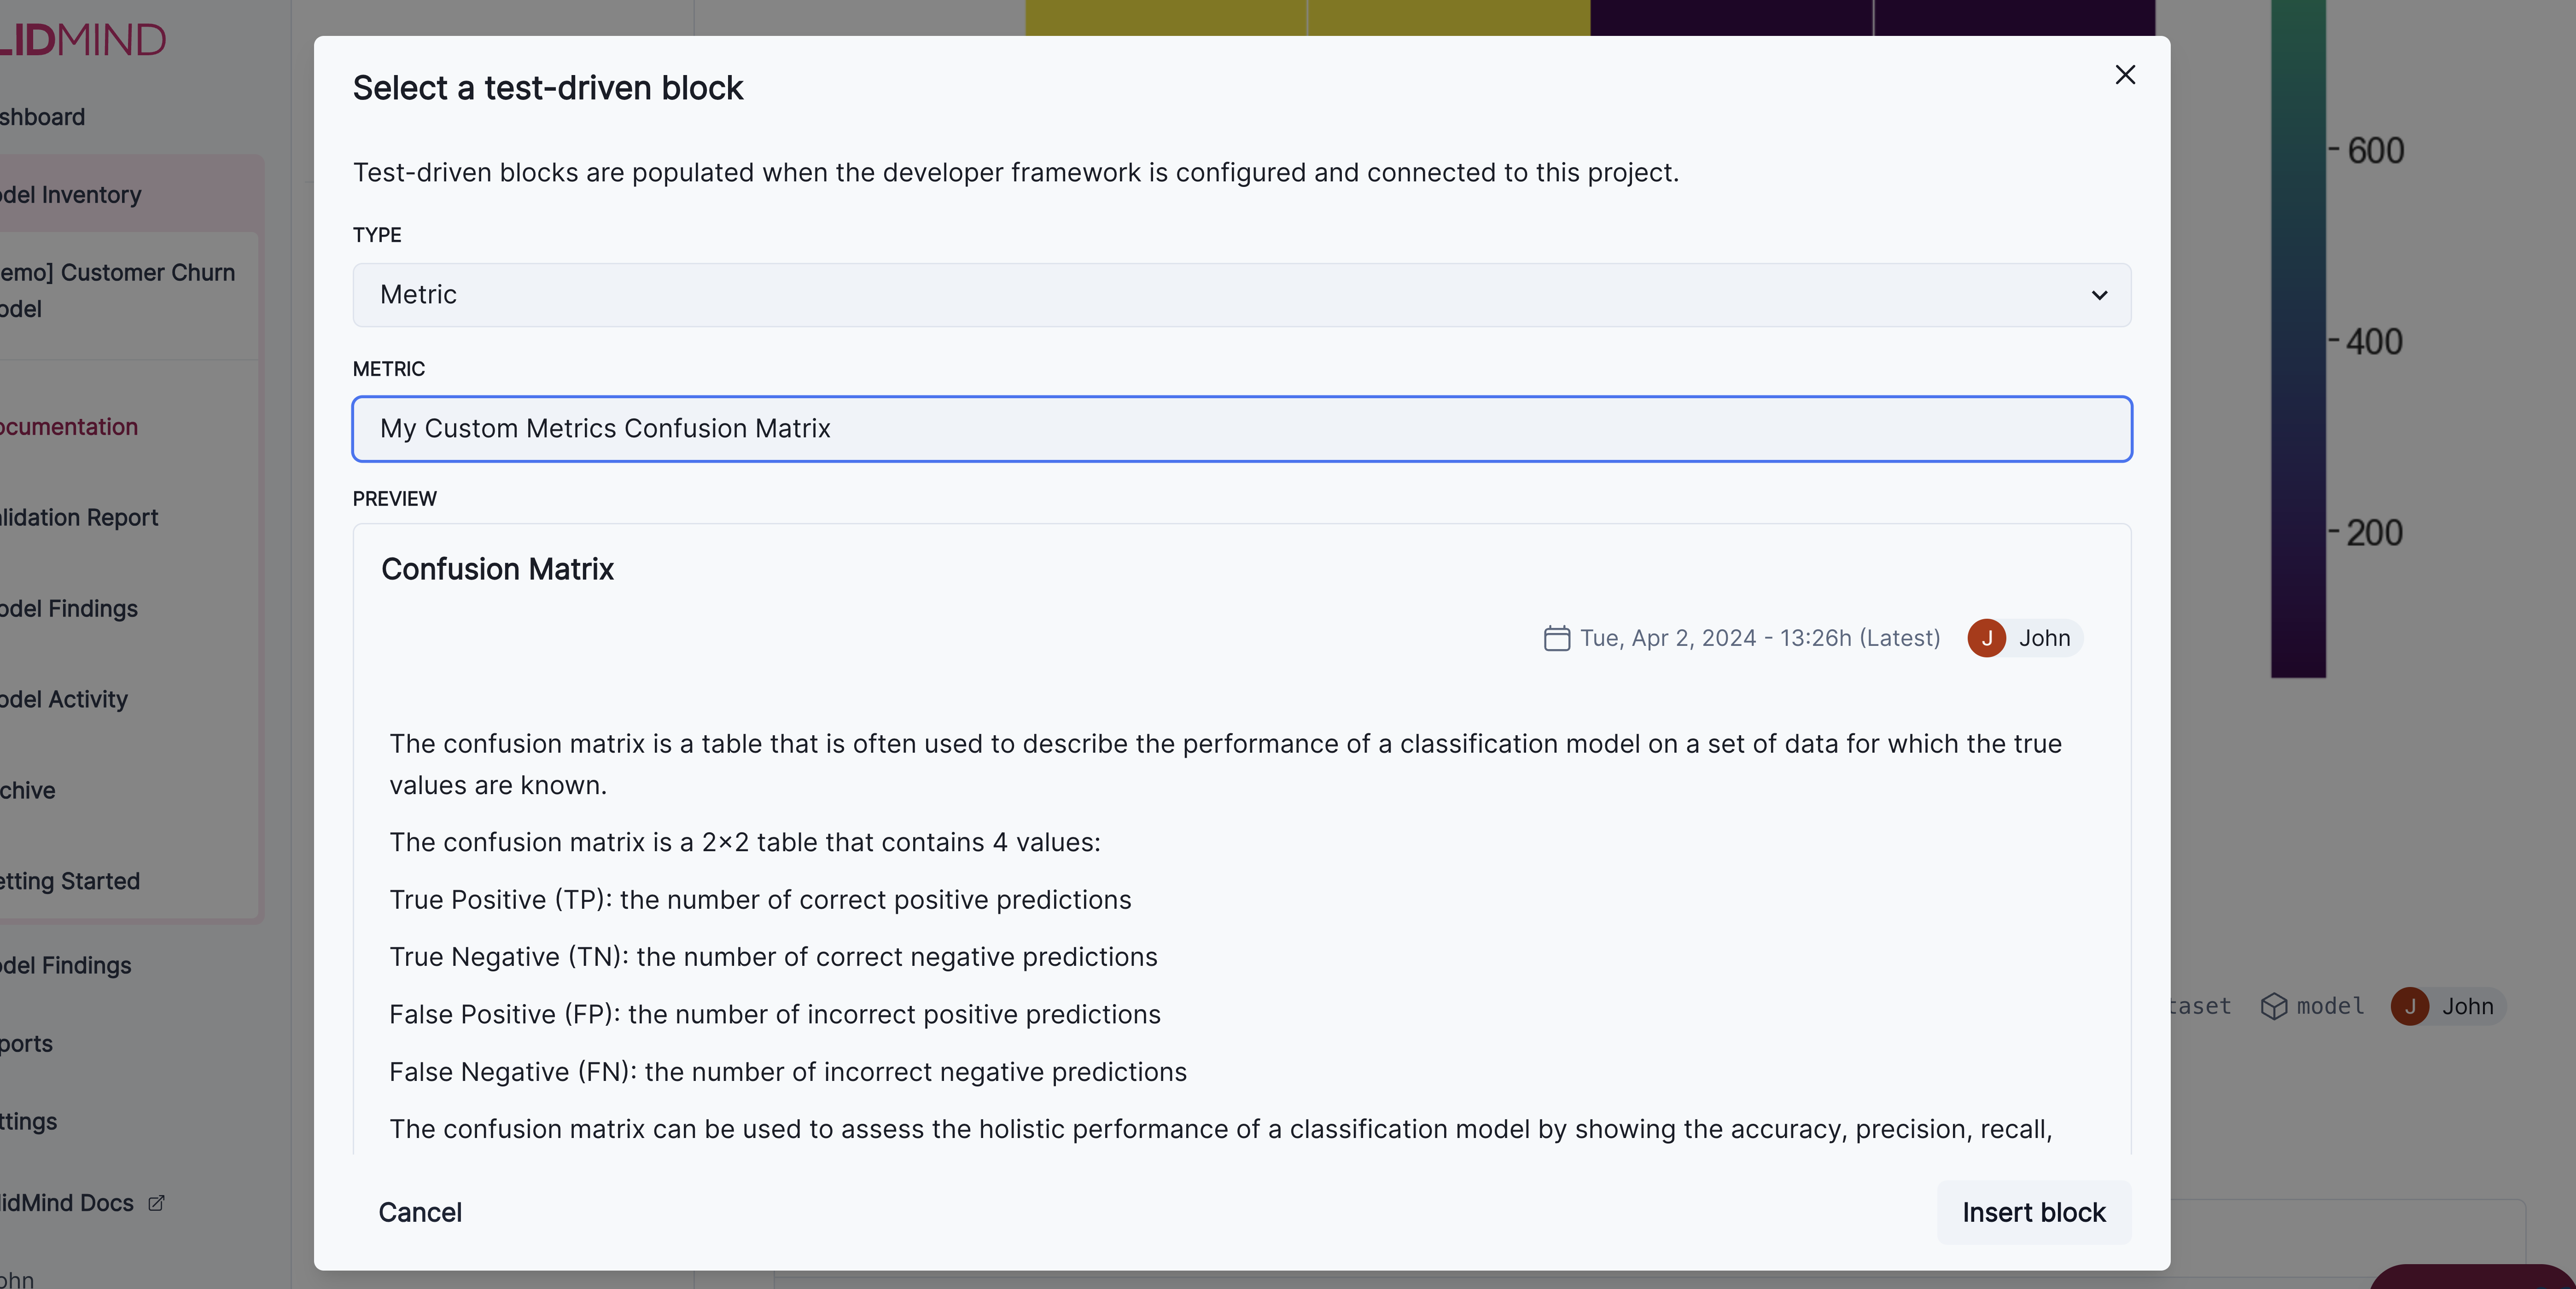 LIDMIND
shboard
odel Inventory
emo] Customer Churn
odel
ocumentation
alidation Report
odel Findings
odel Activity
chive
etting Started
odel Findings
ports
ttings
lidMind Docs
ohn
Select a test-driven block
Test-driven blocks are populated when the developer framework is configured and connected to this project.
TYPE
Metric
METRIC
My Custom Metrics Confusion Matrix
PREVIEW
Confusion Matrix
Tue, Apr 2, 2024 - 13:26h (Latest) J John
The confusion matrix is a table that is often used to describe the performance of a classification model on a set of data for which the true
values are known.
The confusion matrix is a 2×2 table that contains 4 values:
True Positive (TP): the number of correct positive predictions
True Negative (TN): the number of correct negative predictions
False Positive (FP): the number of incorrect positive predictions
False Negative (FN): the number of incorrect negative predictions
The confusion matrix can be used to assess the holistic performance of a classification model by showing the accuracy, precision, recall,
Cancel
Insert block
600
400
200
taset model J John